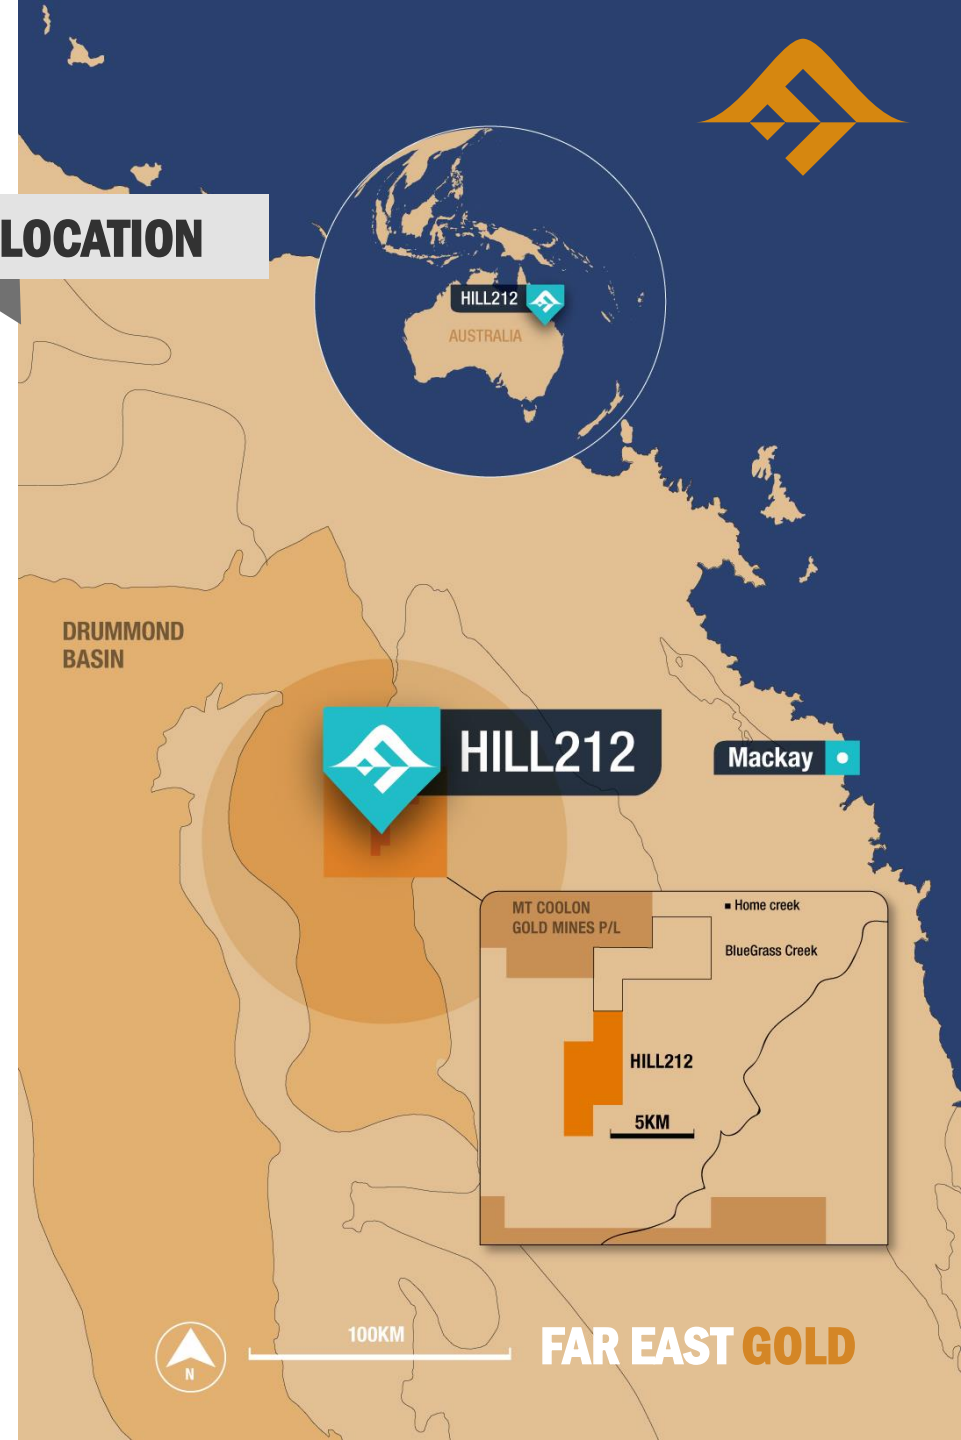 LOCATION
HILL212
AUSTRALIA
DRUMMOND
BASIN
HILL212
Mackay
MT COOLON
GOLD MINES P/L
Home creek
BlueGrass Creek
HILL212
5KM
100KM
N
FAR EAST GOLD